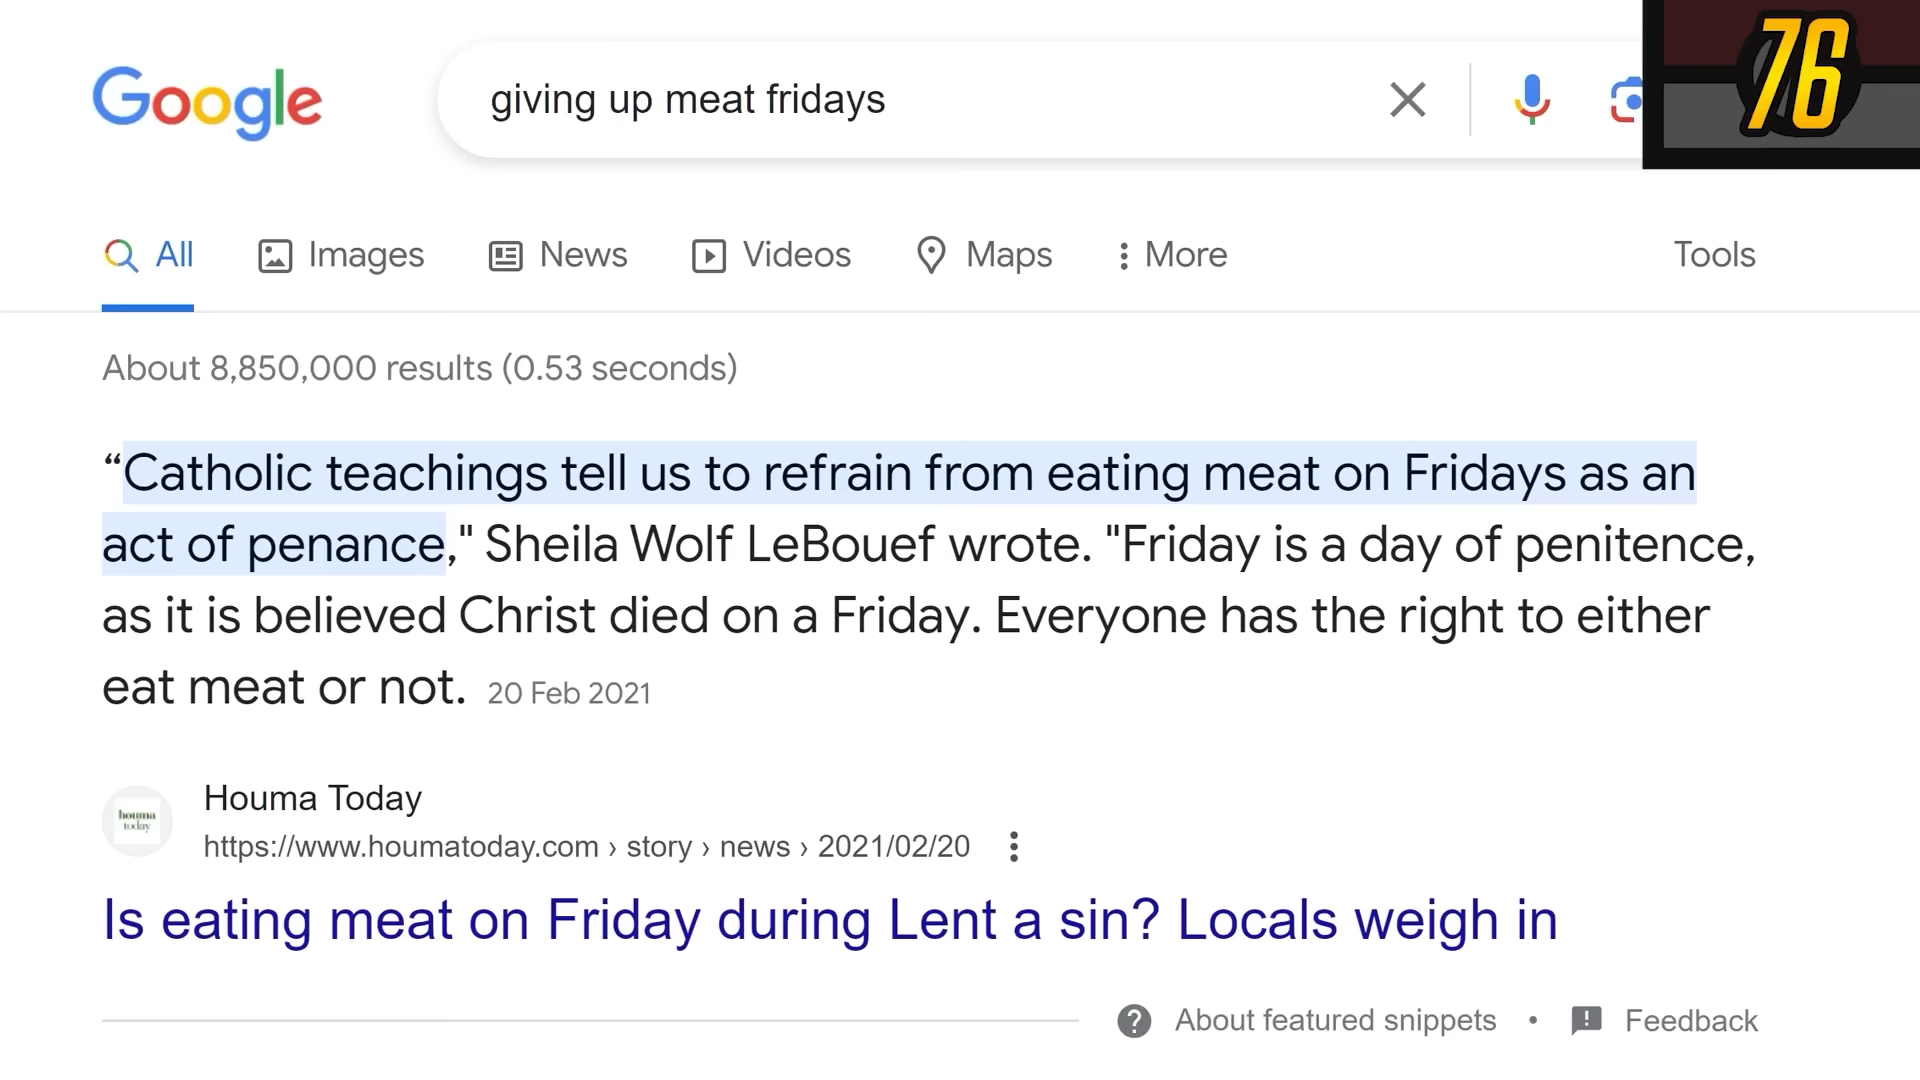 Google
giving up meat fridays
76
All Images News Videos Maps More Tools
About 8,850,000 results (0.53 seconds)
“Catholic teachings tell us to refrain from eating meat on Fridays as an
act of penance," Sheila Wolf LeBouef wrote. "Friday is a day of penitence,
as it is believed Christ died on a Friday. Everyone has the right to either
eat meat or not. 20 Feb 2021
houma
today
Houma Today
https://www.houmatoday.com › story › news › 2021/02/20
Is eating meat on Friday during Lent a sin? Locals weigh in
About featured snippets • Feedback